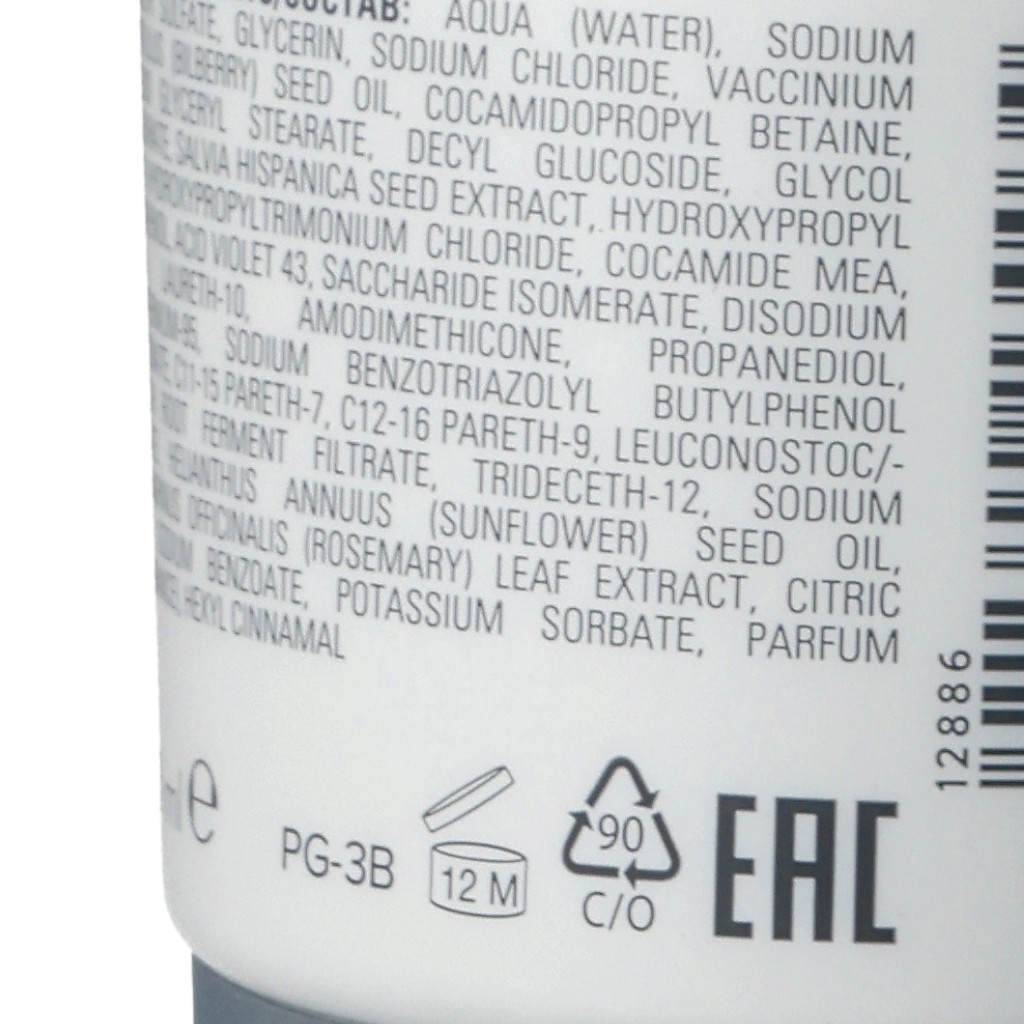 СОСТАВ: AQUA (WATER), SODIUM
SULFATE, GLYCERIN, SODIUM CHLORIDE, VACCINIUM
(BILBERRY) SEED OIL, COCAMIDOPROPYL BETAINE,
GLYCERYL STEARATE, DECYL GLUCOSIDE, GLYCOL
SALVIA HISPANICA SEED EXTRACT, HYDROXYPROPYL
CHLORIDE, COCAMIDE MEA,
ACID VIOLET 43, SACCHARIDE ISOMERATE, DISODIUM
LAURETH-10, AMODIMETHICONE, PROPANEDIOL,
SODIUM BENZOTRIAZOLYL BUTYLPHENOL
C11-15 PARETH-7, C12-16 PARETH-9, LEUCONOSTOC/-
ROOT FERMENT FILTRATE, TRIDECETH-12, SODIUM
HELIANTHUS ANNUUS (SUNFLOWER) SEED OIL,
OFFICINALIS (ROSEMARY) LEAF EXTRACT, CITRIC
BENZOATE, POTASSIUM SORBATE, PARFUM
HEXYL CINNAMAL
ml e
PG-3B
12 M
90
C/O
EAC
12886